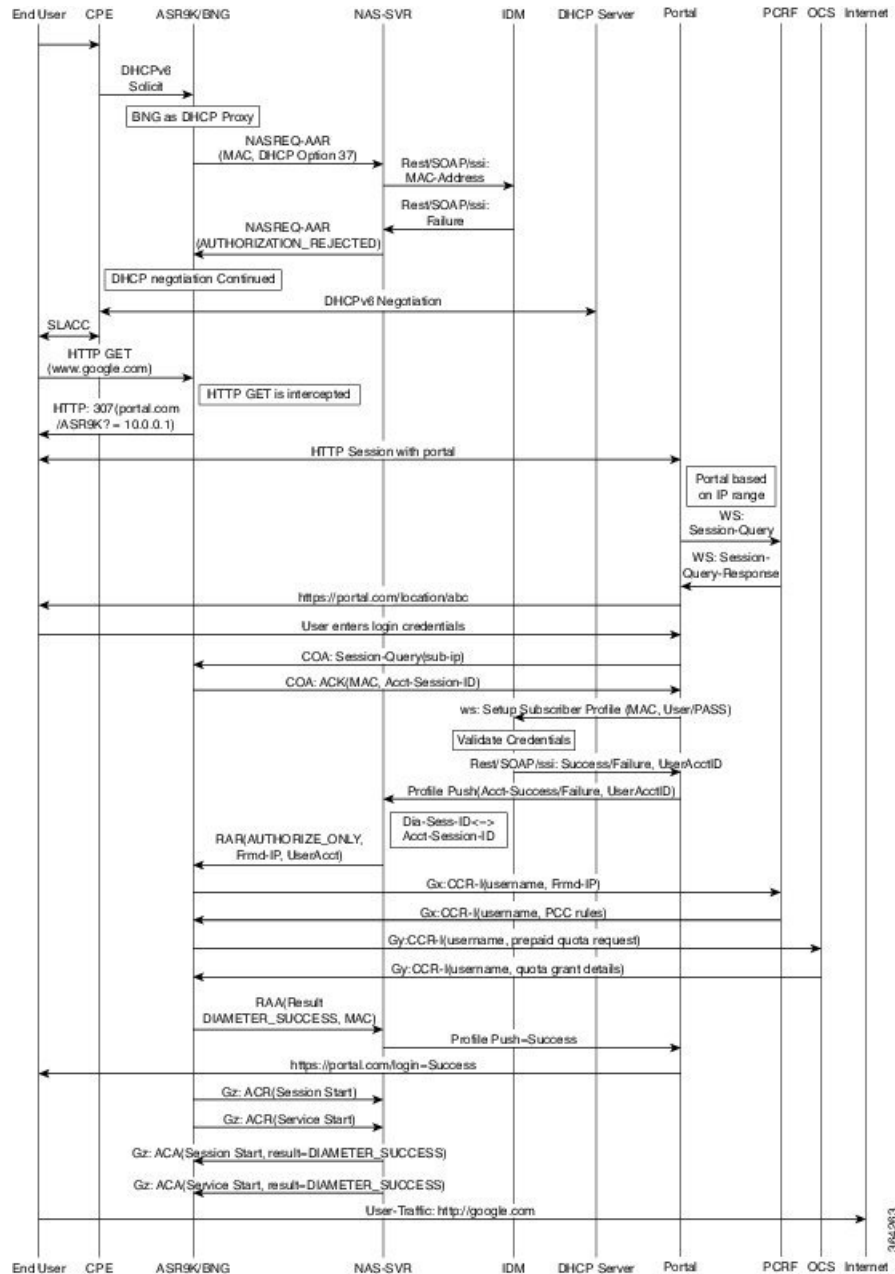 End User CPE ASR9K/BNG NAS-SVR IDM DHCP Server Portal PCRF OCS Internet
DHCPv6
Solicit
BNG as DHCP Proxy
NASREQ-AAR
(MAC, DHCP Option 37)
Rest/SOAP/ssi:
MAC-Address
Rest/SOAP/ssi:
Failure
NASREQ-AAR
(AUTHORIZATION_REJECTED)
DHCP negotiation Continued
DHCPv6 Negotiation
SLACC
HTTP GET
(www.google.com)
HTTP GET is intercepted
HTTP: 307(portal.com
/ASR9K? = 10.0.0.1)
HTTP Session with portal
Portal based
on IP range
WS:
Session-Query
WS: Session-
Query-Response
https://portal.com/location/abc
User enters login credentials
COA: Session-Query(sub-ip)
COA: ACK(MAC, Acct-Session-ID)
ws: Setup Subscriber Profile (MAC, User/PASS)
Validate Credentials
Rest/SOAP/ssi: Success/Failure, UserAcctID
Profile Push(Acct-Success/Failure, UserAcctID)
Dia-Sess-ID<->
Acct-Session-ID
RAR(AUTHORIZE_ONLY,
Frmd-IP, UserAcct)
Gx:CCR-I(username, Frmd-IP)
Gx:CCR-I(username, PCC rules)
Gy:CCR-I(username, prepaid quota request)
Gy:CCR-I(username, quota grant details)
RAA(Result
DIAMETER_SUCCESS, MAC)
Profile Push=Success
https://portal.com/login=Success
Gz: ACR(Session Start)
Gz: ACR(Service Start)
Gz: ACA(Session Start, result=DIAMETER_SUCCESS)
Gz: ACA(Service Start, result=DIAMETER_SUCCESS)
User-Traffic: http://google.com
364263
End User CPE ASR9K/BNG NAS-SVR IDM DHCP Server Portal PCRF OCS Internet